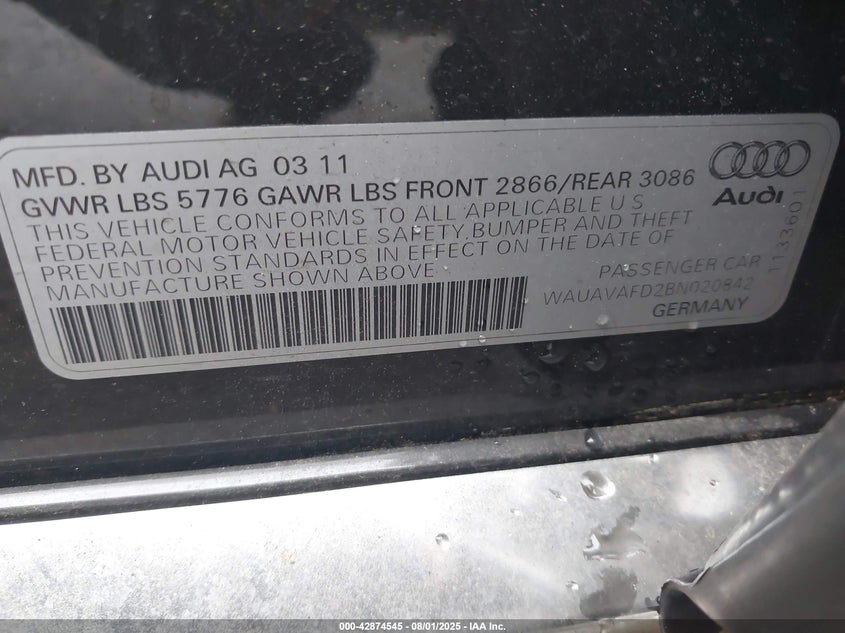 MFD. BY AUDI AG 03 11
GVWR LBS 5776 GAWR LBS FRONT 2866/REAR 3086
THIS VEHICLE CONFORMS TO ALL APPLICABLE U S
FEDERAL MOTOR VEHICLE SAFETY, BUMPER AND THEFT
PREVENTION STANDARDS IN EFFECT ON THE DATE OF
MANUFACTURE SHOWN ABOVE
Audi
PASSENGER CAR
WAUAVAFD2BN020842
GERMANY
1133601
000-42874545 - 08/01/2025 - IAA Inc.